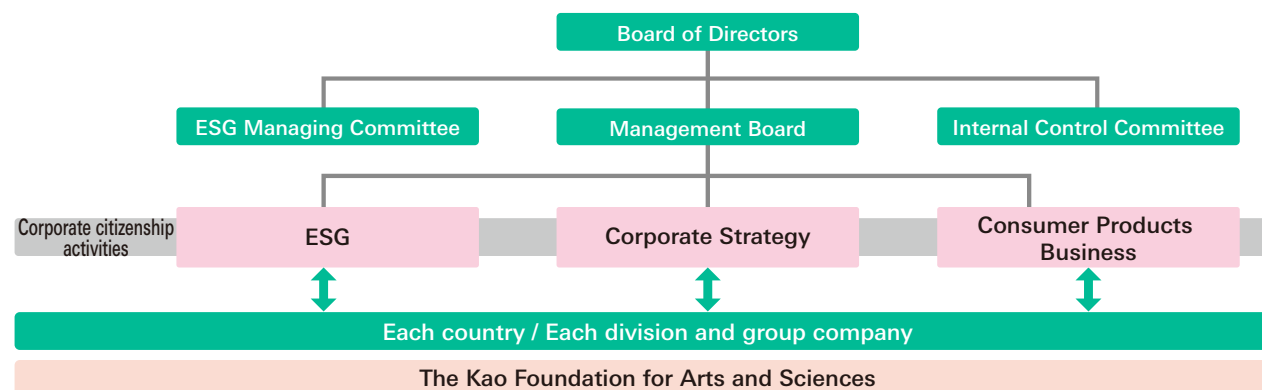 Board of Directors
ESG Managing Committee
Management Board
Internal Control Committee
Corporate citizenship
activities
ESG
Corporate Strategy
Consumer Products
Business
Each country / Each division and group company
The Kao Foundation for Arts and Sciences